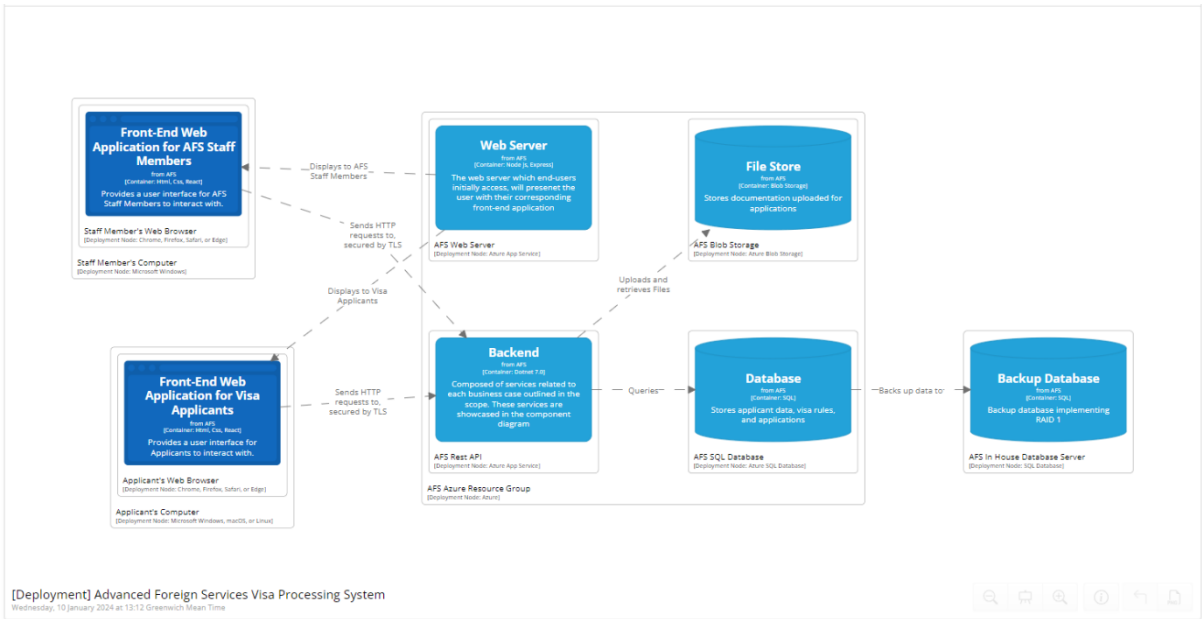 Front-End Web
Application for AFS Staff
Members
from AFS
[Container: Html, Css, React]
Provides a user interface for AFS
Staff Members to interact with.
Staff Member's Web Browser
[Deployment Node: Chrome, Firefox, Safari, or Edge]
Staff Member's Computer
[Deployment Node: Microsoft Windows]
Displays to AFS
Staff Members
Sends HTTP
requests to,
secured by TLS
Displays to Visa
Applicants
Front-End Web
Application for Visa
Applicants
from AFS
[Container: Html, Css, React]
Provides a user interface for
Applicants to interact with.
Applicant's Web Browser
[Deployment Node: Chrome, Firefox, Safari, or Edge]
Applicant's Computer
[Deployment Node: Microsoft Windows, macOS, or Linux]
Sends HTTP
requests to,
secured by TLS
Web Server
from AFS
[Container: Node js, Express]
The web server which end-users
initially access, will presenet the
user with their corresponding
front-end application
AFS Web Server
[Deployment Node: Azure App Service]
File Store
from AFS
[Container: Blob Storage]
Stores documentation uploaded for
applications
AFS Blob Storage
[Deployment Node: Azure Blob Storage]
Uploads and
retrieves Files
Backend
from AFS
[Container: Dotnet 7.0]
Composed of services related to
each business case outlined in the
scope. These services are
showcased in the component
diagram
AFS Rest API
[Deployment Node: Azure App Service]
Queries
Database
from AFS
[Container: SQL]
Stores applicant data, visa rules,
and applications
AFS SQL Database
[Deployment Node: Azure SQL Database]
AFS Azure Resource Group
[Deployment Node: Azure]
Backs up data to
Backup Database
from AFS
[Container: SQL]
Backup database implementing
RAID 1
AFS In House Database Server
[Deployment Node: SQL Database]
[Deployment] Advanced Foreign Services Visa Processing System
Wednesday, 10 January 2024 at 13:12 Greenwich Mean Time